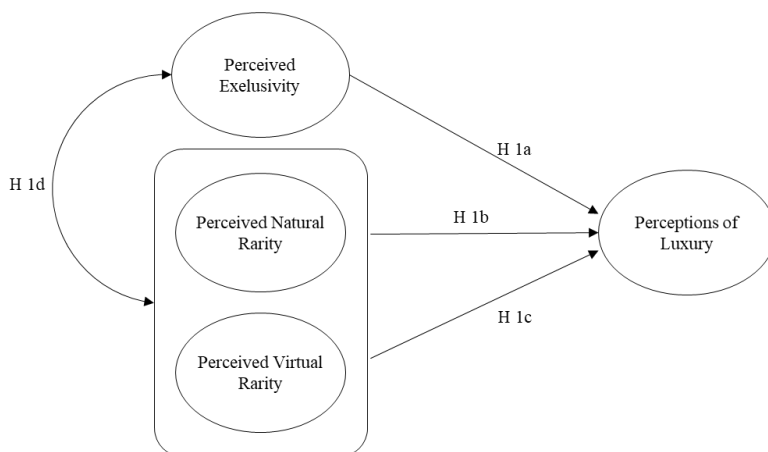 Perceived
Exelusivity
H 1a
H 1d
Perceived Natural
Rarity
H 1b
Perceptions of
Luxury
H 1c
Perceived Virtual
Rarity